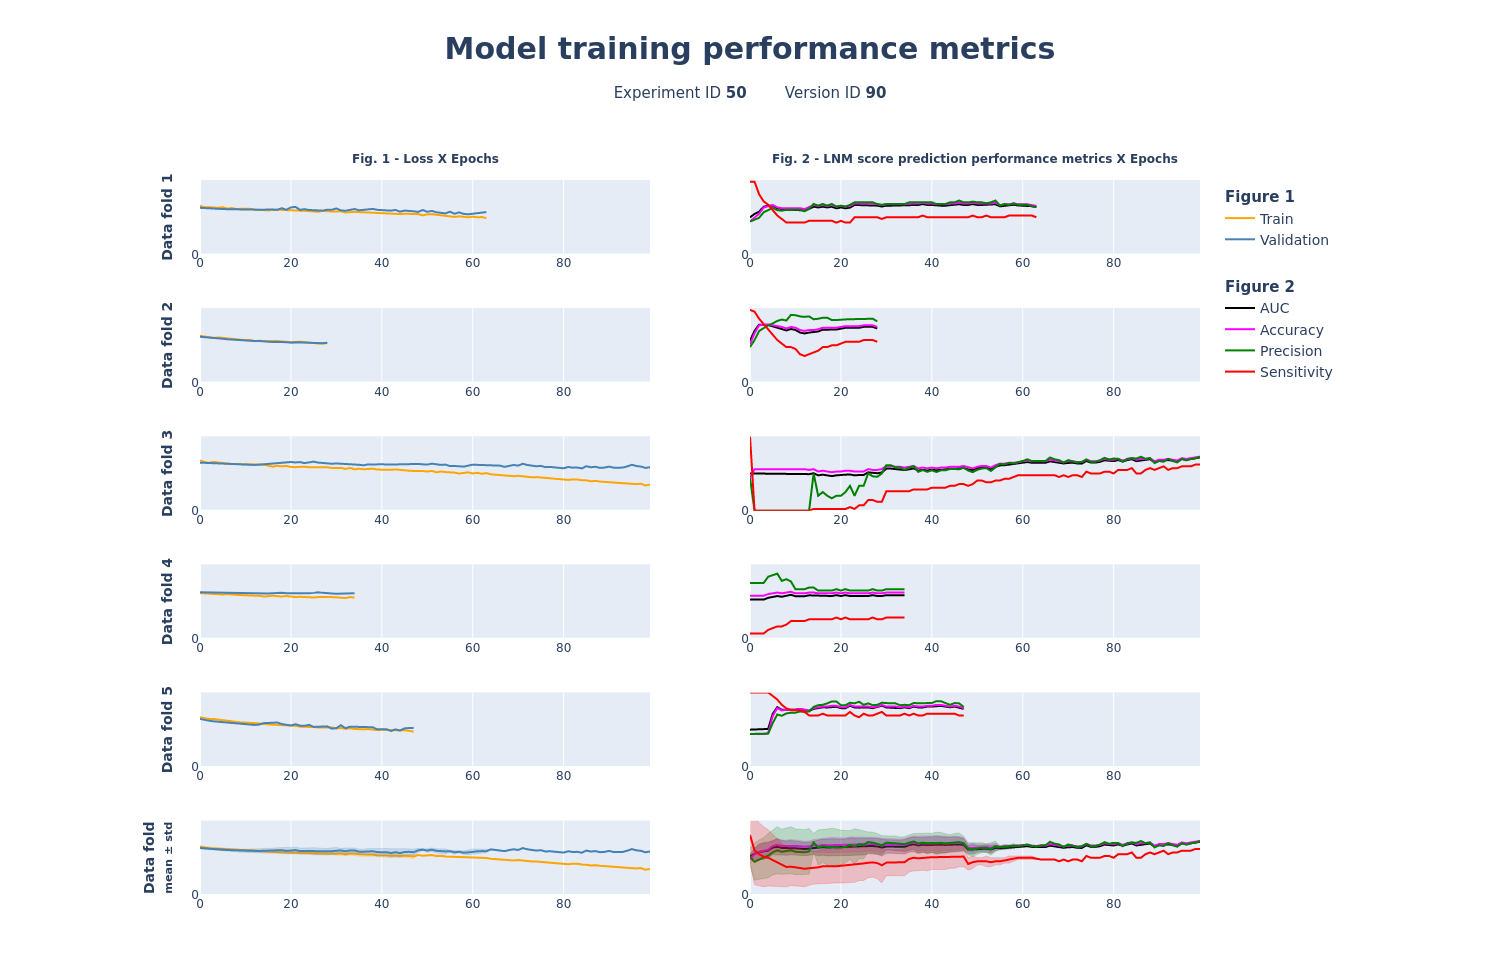 Model training performance metrics
Experiment ID 50 Version ID 90
Fig. 1 - Loss X Epochs
Fig. 2 - LNM score prediction performance metrics X Epochs
Data fold 1
0
0 20 40 60 80
0
0 20 40 60 80
Figure 1
Train
Validation
Figure 2
AUC
Accuracy
Precision
Sensitivity
Data fold 2
0
0 20 40 60 80
0
0 20 40 60 80
Data fold 3
0
0 20 40 60 80
0
0 20 40 60 80
Data fold 4
0
0 20 40 60 80
0
0 20 40 60 80
Data fold 5
0
0 20 40 60 80
0
0 20 40 60 80
Data fold
mean ± std
0
0 20 40 60 80
0
0 20 40 60 80